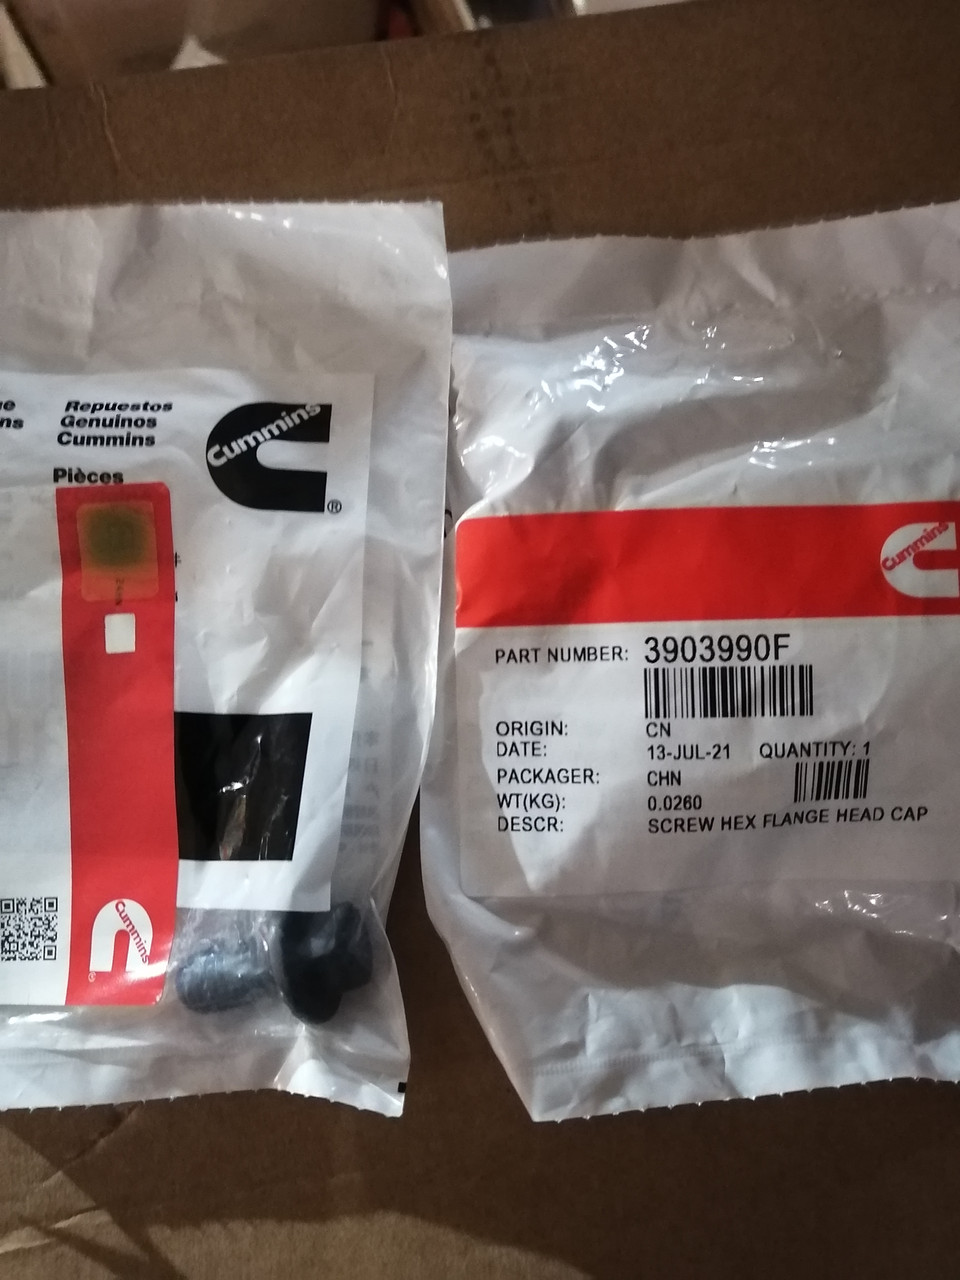 ns
Repuestos
Genuinos
Cummins
Pièces
Cummins
®
Cummins
®
Cummins
PART NUMBER: 3903990F
ORIGIN: CN
DATE: 13-JUL-21 QUANTITY: 1
PACKAGER: CHN
WT(KG): 0.0260
DESCR: SCREW HEX FLANGE HEAD CAP